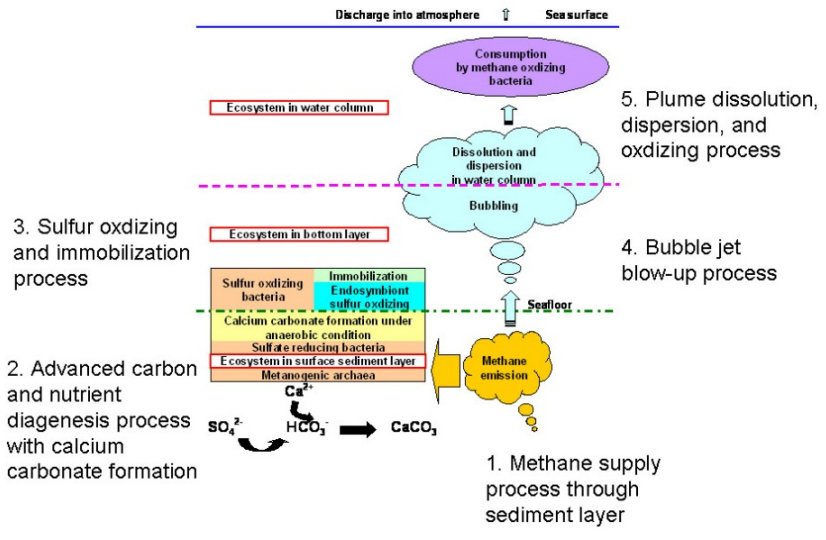 Discharge into atmosphere
Sea surface
Consumption
by methane oxdizing
bacteria
Ecosystem in water column
5. Plume dissolution,
dispersion, and
oxdizing process
Dissolution and
dispersion
in water column
Bubbling
3. Sulfur oxdizing
and immobilization
process
Ecosystem in bottom layer
4. Bubble jet
blow-up process
Sulfur oxdizing
bacteria
Immobilization
Endosymbiont
sulfur oxdizing
Seafloor
Calcium carbonate formation under
anaerobic condition
Sulfate reducing bacteria
Ecosystem in surface sediment layer
Metanogenic archaea
Methane
emission
2. Advanced carbon
and nutrient
diagenesis process
with calcium
carbonate formation
Ca²⁺
SO₄²⁻ HCO₃⁻ CaCO₃
1. Methane supply
process through
sediment layer